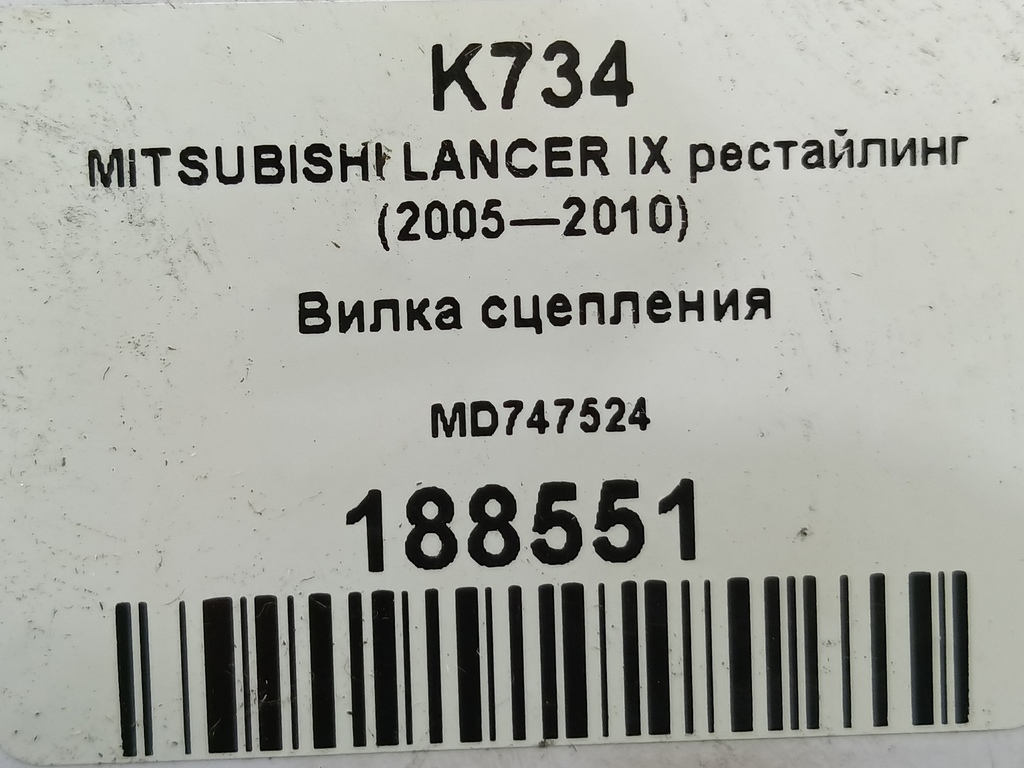 K734
MITSUBISHI LANCER IX рестайлинг
(2005—2010)
Вилка сцепления
MD747524
188551